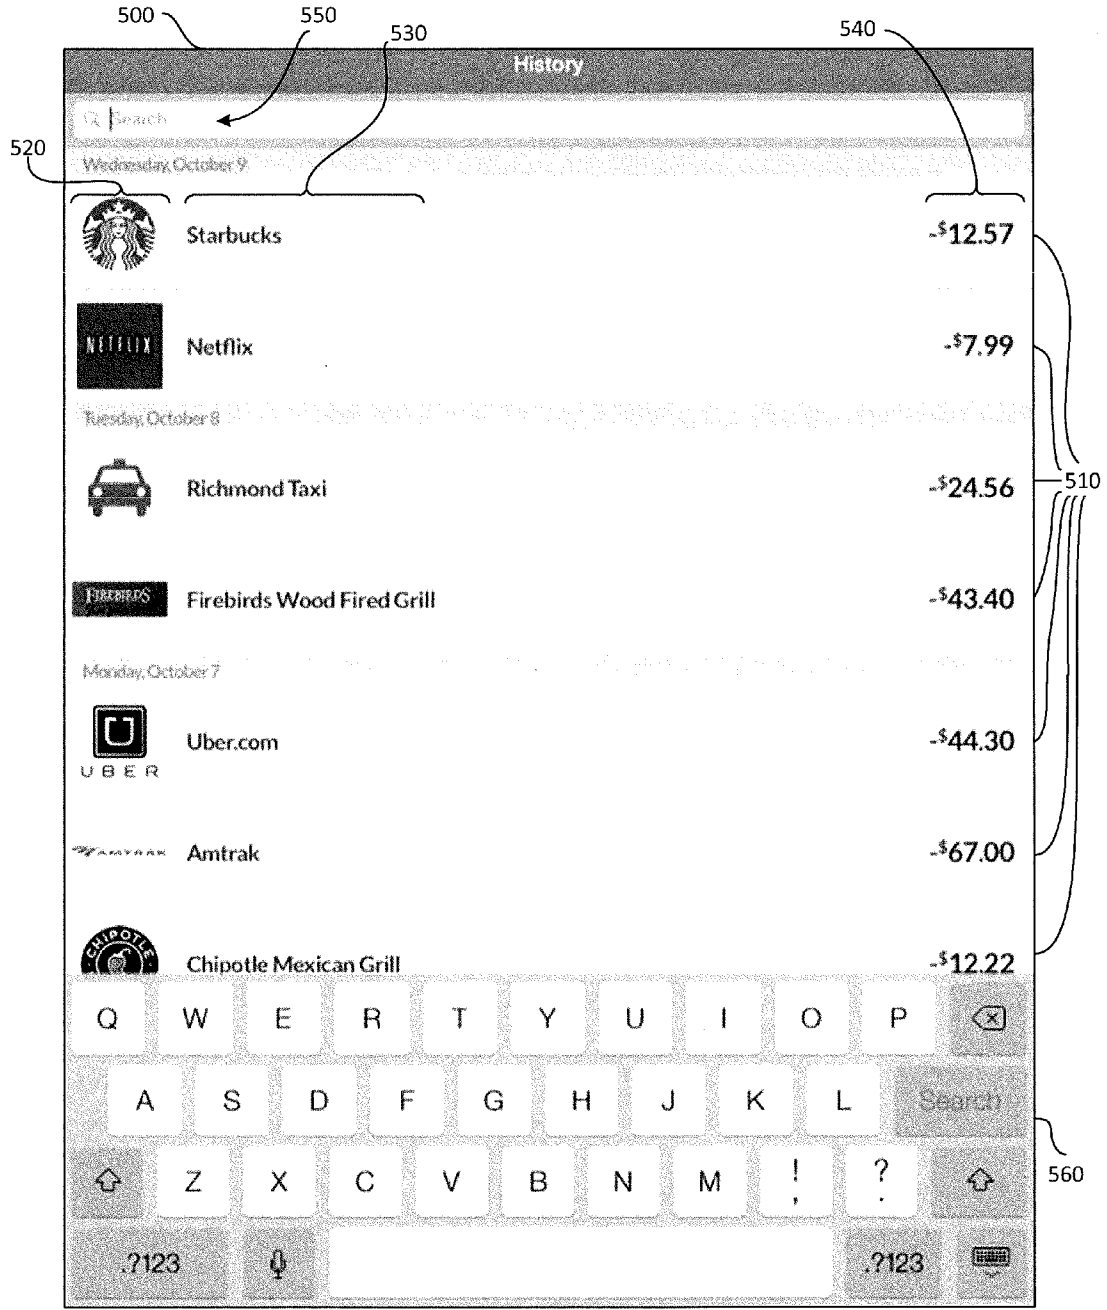 500 550 530 540
History
Search
520
Wednesday, October 9
Starbucks -$12.57
NETFLIX Netflix -$7.99
Tuesday, October 8
Richmond Taxi -$24.56
510
FIREBIRDS Firebirds Wood Fired Grill -$43.40
Monday, October 7
U
UBER Uber.com -$44.30
AMTRAK Amtrak -$67.00
CHIPOTLE Chipotle Mexican Grill -$12.22
Q W E R T Y U I O P
A S D F G H J K L Search
560
Z X C V B N M ! , ? .
.?123 .?123